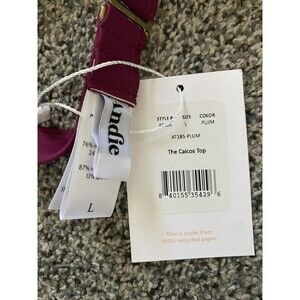 Andie
76%
24
87%
13%
L
STYLE # SIZE COLOR
AT185 L PLUM
AT185-PLUM
The Caicos Top
8 40155 35429 6
This is made from
100% recycled paper.